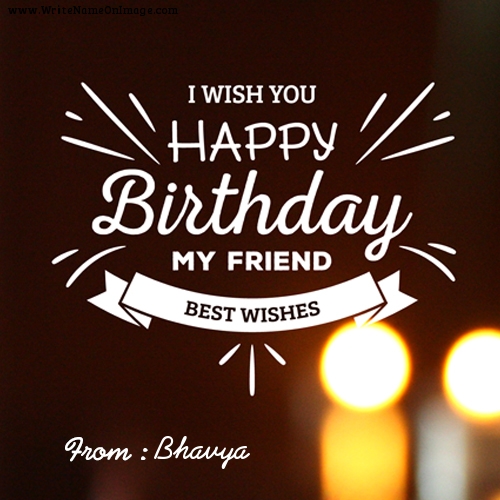 www.WriteNameOnImage.com
I WISH YOU
HAPPY
Birthday
MY FRIEND
BEST WISHES
From : Bhavya